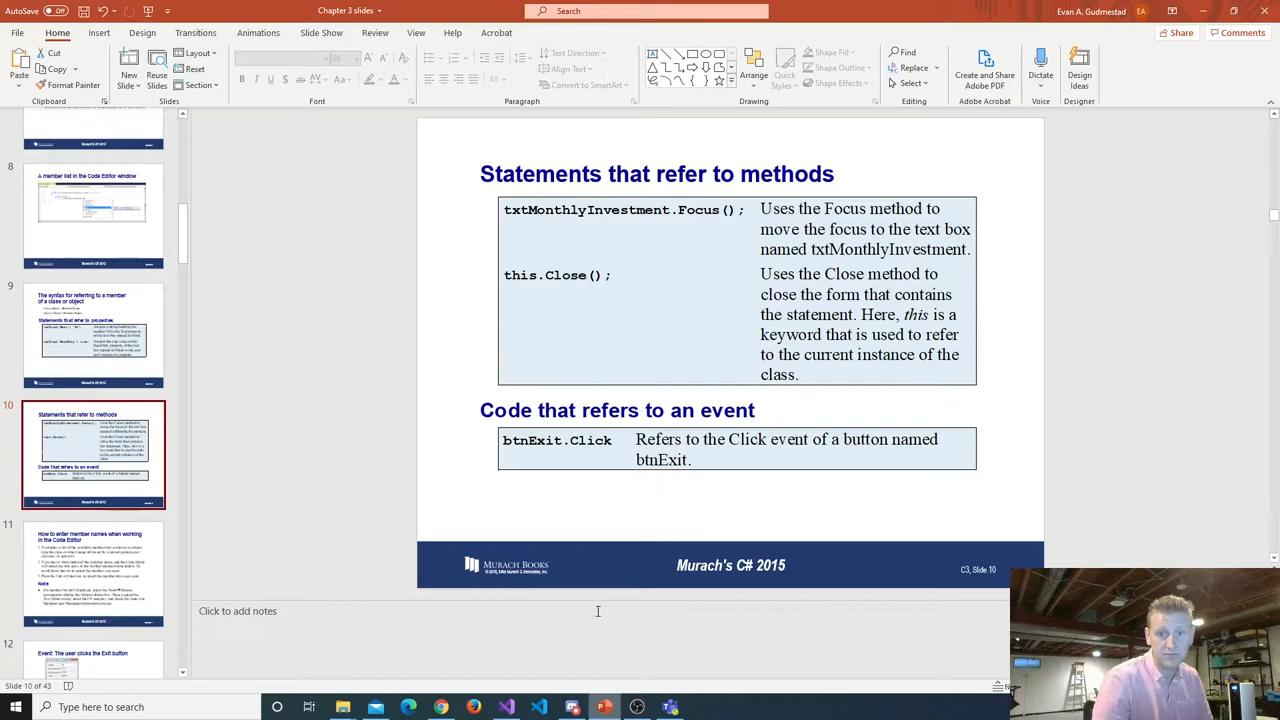 AutoSave Off
Chapter 3 slides
Search
Evan A. Gudmestad
File Home Insert Design Transitions Animations Slide Show Review View Help Acrobat
Share Comments
Paste
Cut
Copy
Format Painter
New Slides
Reuse Slides
Layout
Reset
Section
28
Text Direction
Align Text
Convert to SmartArt
Arrange
Quick Styles
Shape Fill
Shape Outline
Shape Effects
Find
Replace
Select
Create and Share Adobe PDF
Dictate
Design Ideas
Clipboard Slides Font Paragraph Drawing Editing Adobe Acrobat Voice Designer
8
A member list in the Code Editor window
9
The syntax for referring to a member
of a class or object
Statements that refer to properties
10
Statements that refer to methods
Code that refers to an event
11
How to enter member names when working
in the Code Editor
Note
12
Event: The user clicks the Exit button
Statements that refer to methods
txtMonthlyInvestment.Focus();
Uses the Focus method to
move the focus to the text box
named txtMonthlyInvestment.
this.Close();
Uses the Close method to
close the form that contains
the statement. Here, this is a
key word that is used to refer
to the current instance of the
class.
Code that refers to an event
btnExit.Click
Refers to the Click event of a button named
btnExit.
MURACH BOOKS
© 2016, Mike Murach & Associates, Inc.
Murach's C# 2015
C3, Slide 10
Click to add notes
Slide 10 of 43
Type here to search